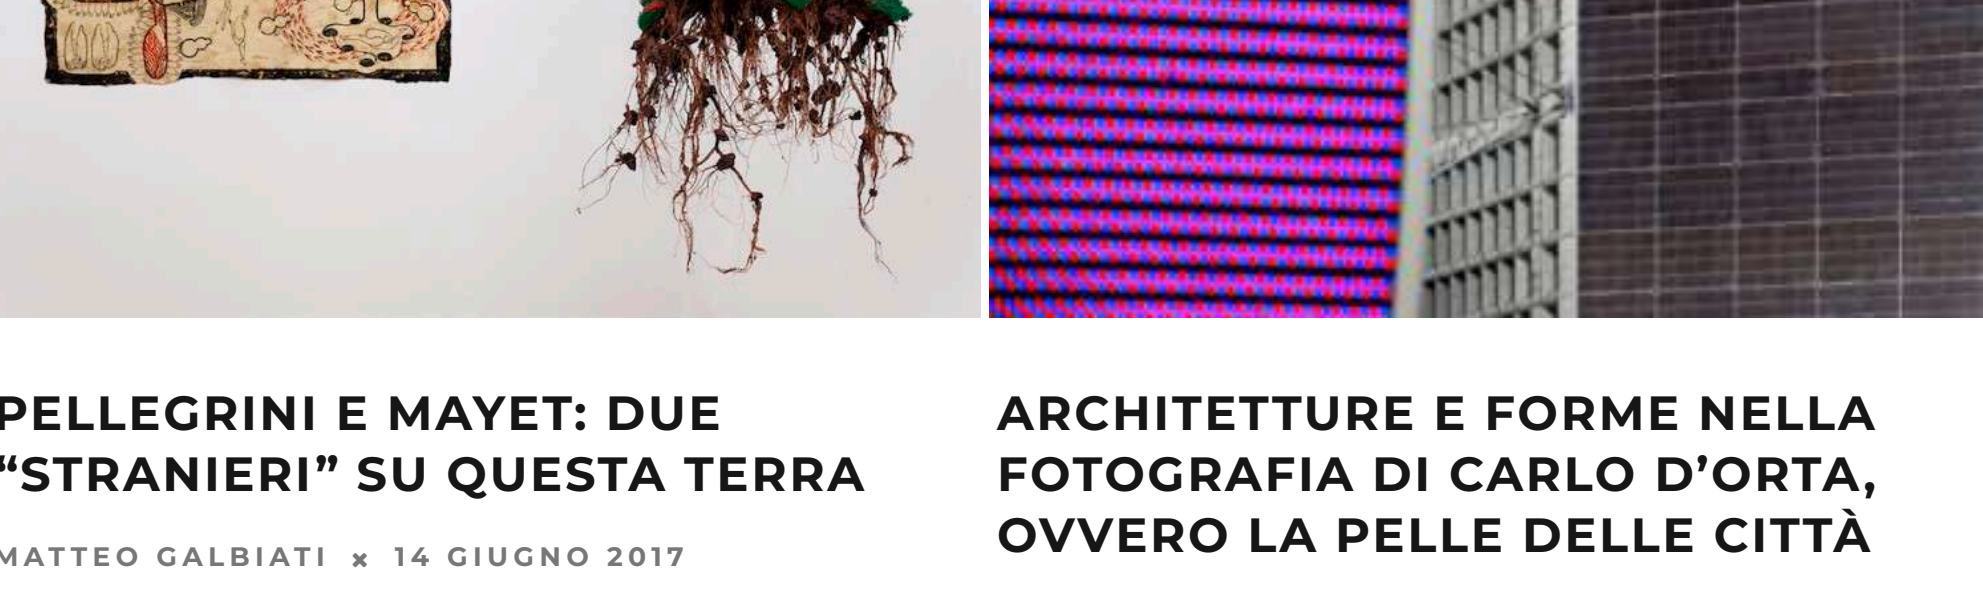 PELLEGRINI E MAYET: DUE
“STRANIERI” SU QUESTA TERRA
MATTEO GALBIATI × 14 GIUGNO 2017
ARCHITETTURE E FORME NELLA
FOTOGRAFIA DI CARLO D’ORTA,
OVVERO LA PELLE DELLE CITTÀ